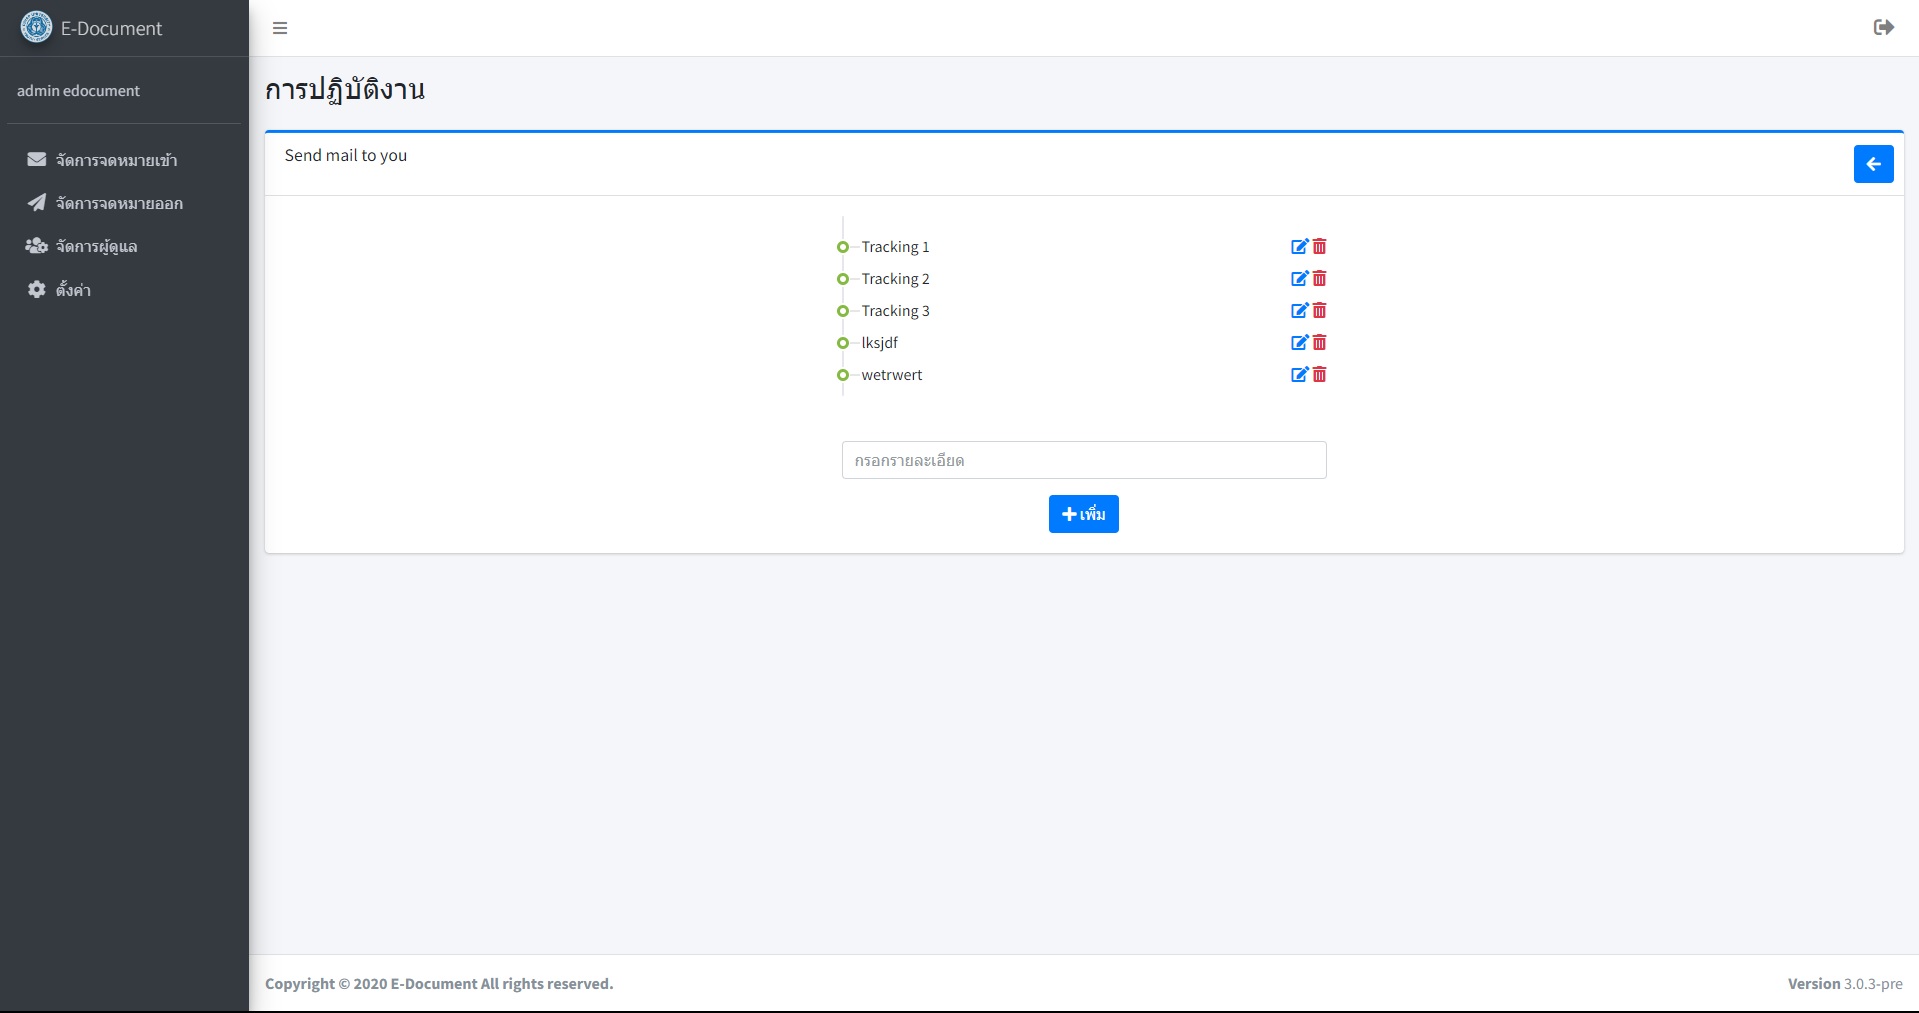 E-Document
admin edocument
จัดการจดหมายเข้า
จัดการจดหมายออก
จัดการผู้ดูแล
ตั้งค่า
การปฏิบัติงาน
Send mail to you
Tracking 1
Tracking 2
Tracking 3
lksjdf
wetrwert
กรอกรายละเอียด
เพิ่ม
Copyright © 2020 E-Document All rights reserved.
Version 3.0.3-pre